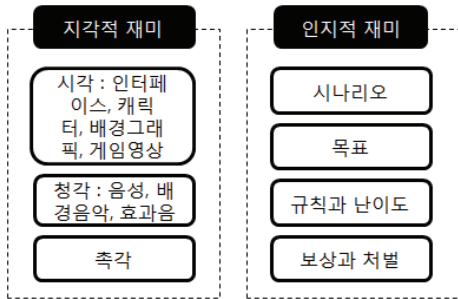 지각적 재미
시각 : 인터페
이스, 캐릭
터, 배경그래
픽, 게임영상
청각 : 음성, 배
경음악, 효과음
촉각
인지적 재미
시나리오
목표
규칙과 난이도
보상과 처벌